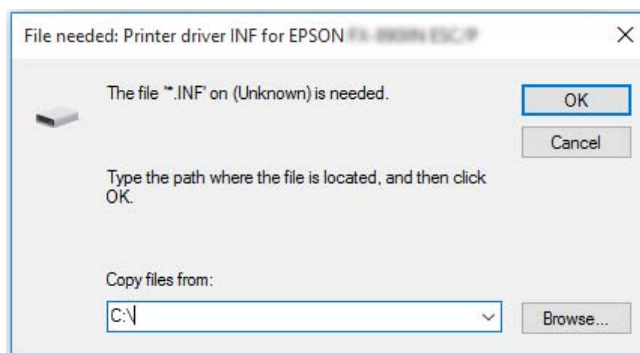 File needed: Printer driver INF for EPSON
The file '*.INF' on (Unknown) is needed.
OK
Cancel
Type the path where the file is located, and then click
OK.
Copy files from:
C:\
Browse...